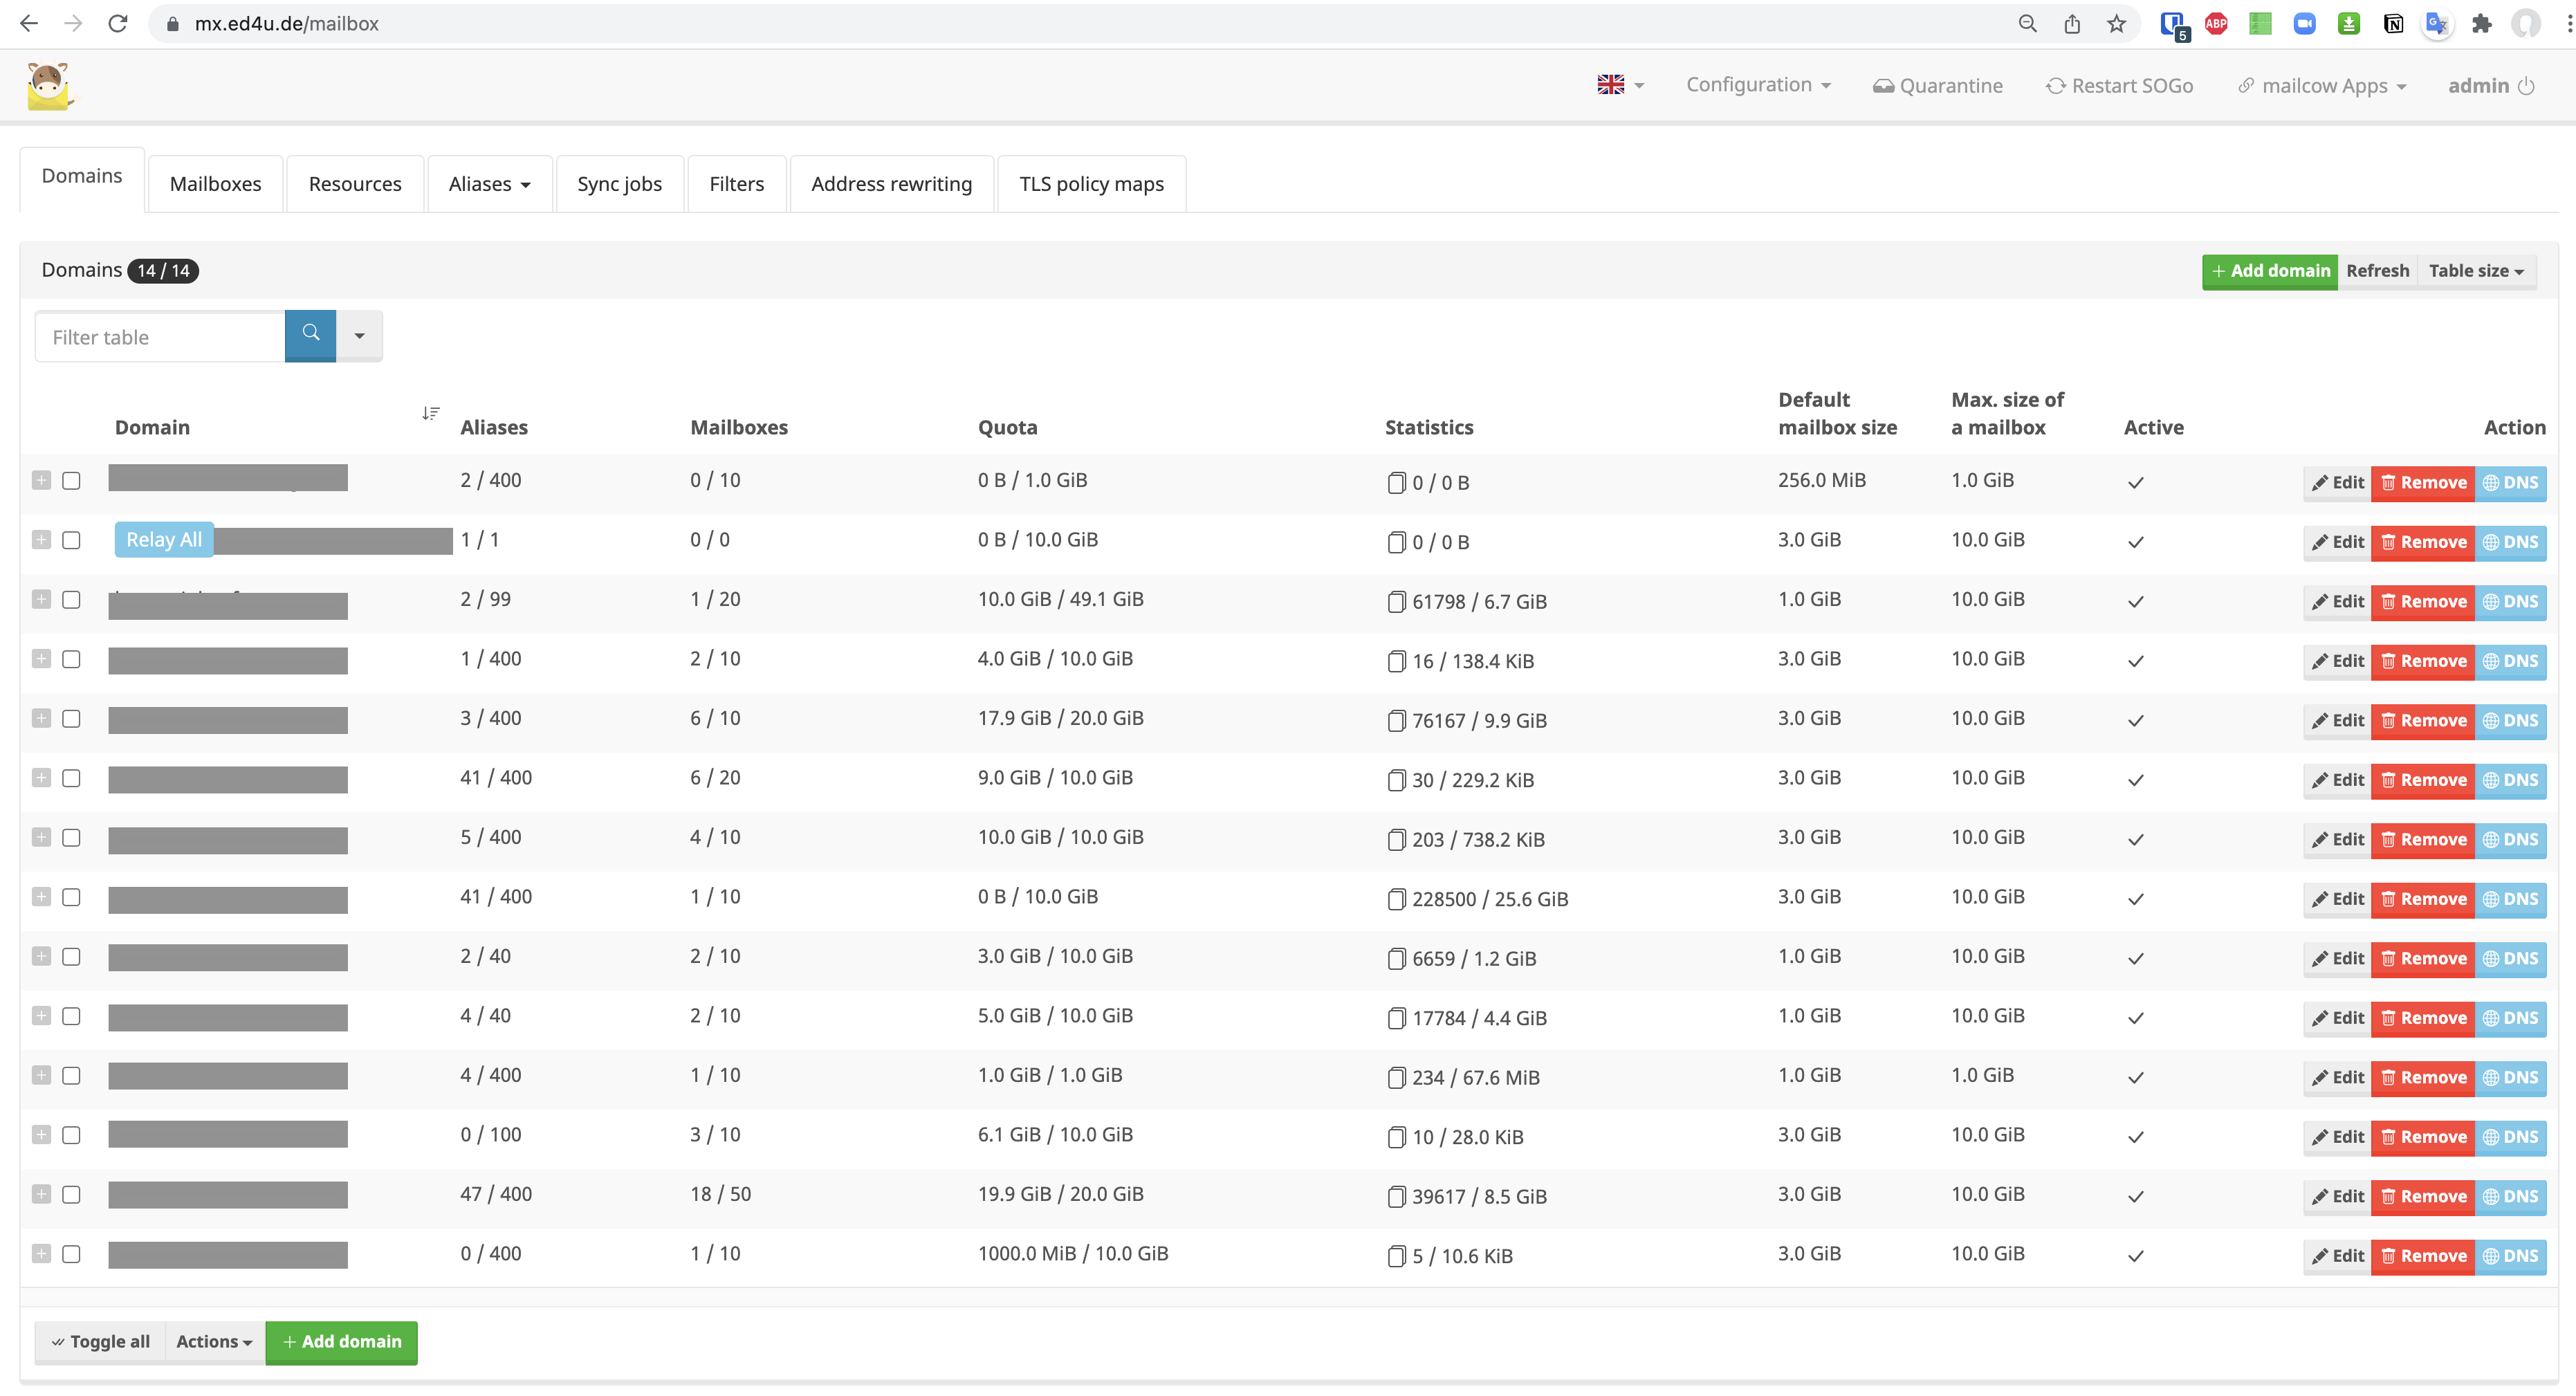 mx.ed4u.de/mailbox
5
ABP
Configuration Quarantine Restart SOGo mailcow Apps admin
Domains Mailboxes Resources Aliases Sync jobs Filters Address rewriting TLS policy maps
Domains 14 / 14 + Add domain Refresh Table size
Filter table
Domain Aliases Mailboxes Quota Statistics Default mailbox size Max. size of a mailbox Active Action
2 / 400 0 / 10 0 B / 1.0 GiB 0 / 0 B 256.0 MiB 1.0 GiB Edit Remove DNS
Relay All 1 / 1 0 / 0 0 B / 10.0 GiB 0 / 0 B 3.0 GiB 10.0 GiB Edit Remove DNS
2 / 99 1 / 20 10.0 GiB / 49.1 GiB 61798 / 6.7 GiB 1.0 GiB 10.0 GiB Edit Remove DNS
1 / 400 2 / 10 4.0 GiB / 10.0 GiB 16 / 138.4 KiB 3.0 GiB 10.0 GiB Edit Remove DNS
3 / 400 6 / 10 17.9 GiB / 20.0 GiB 76167 / 9.9 GiB 3.0 GiB 10.0 GiB Edit Remove DNS
41 / 400 6 / 20 9.0 GiB / 10.0 GiB 30 / 229.2 KiB 3.0 GiB 10.0 GiB Edit Remove DNS
5 / 400 4 / 10 10.0 GiB / 10.0 GiB 203 / 738.2 KiB 3.0 GiB 10.0 GiB Edit Remove DNS
41 / 400 1 / 10 0 B / 10.0 GiB 228500 / 25.6 GiB 3.0 GiB 10.0 GiB Edit Remove DNS
2 / 40 2 / 10 3.0 GiB / 10.0 GiB 6659 / 1.2 GiB 1.0 GiB 10.0 GiB Edit Remove DNS
4 / 40 2 / 10 5.0 GiB / 10.0 GiB 17784 / 4.4 GiB 1.0 GiB 10.0 GiB Edit Remove DNS
4 / 400 1 / 10 1.0 GiB / 1.0 GiB 234 / 67.6 MiB 1.0 GiB 1.0 GiB Edit Remove DNS
0 / 100 3 / 10 6.1 GiB / 10.0 GiB 10 / 28.0 KiB 3.0 GiB 10.0 GiB Edit Remove DNS
47 / 400 18 / 50 19.9 GiB / 20.0 GiB 39617 / 8.5 GiB 3.0 GiB 10.0 GiB Edit Remove DNS
0 / 400 1 / 10 1000.0 MiB / 10.0 GiB 5 / 10.6 KiB 3.0 GiB 10.0 GiB Edit Remove DNS
Toggle all Actions + Add domain